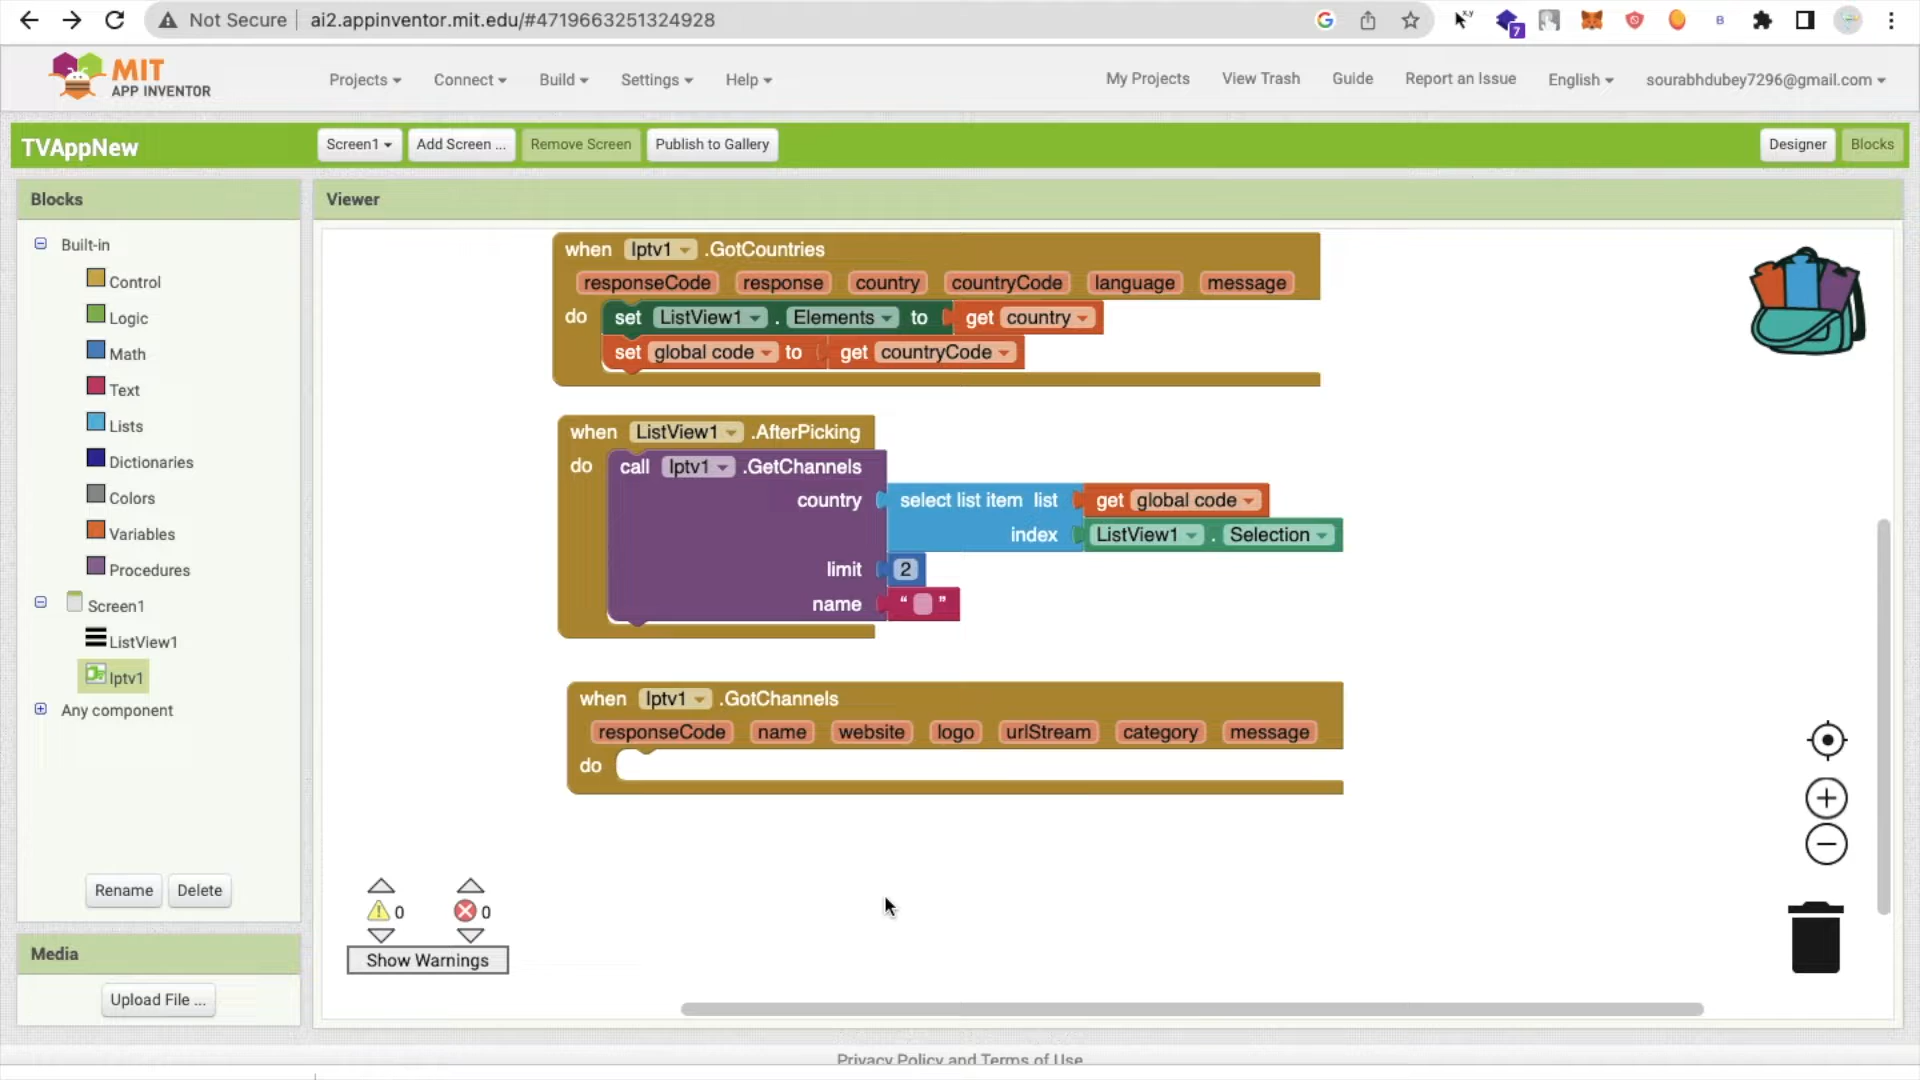 Not Secure ai2.appinventor.mit.edu/#4719663251324928
7
B
MIT
APP INVENTOR
Projects Connect Build Settings Help My Projects View Trash Guide Report an Issue English sourabhdubey7296@gmail.com
TVAppNew Screen1 Add Screen ... Remove Screen Publish to Gallery Designer Blocks
Blocks
Viewer
Built-in
Control
Logic
Math
Text
Lists
Dictionaries
Colors
Variables
Procedures
Screen1
ListView1
Iptv1
Any component
Rename Delete
Media
Upload File ...
when Iptv1 .GotCountries
responseCode response country countryCode language message
do set ListView1 . Elements to get country
set global code to get countryCode
when ListView1 .AfterPicking
do call Iptv1 .GetChannels
country select list item list get global code
index ListView1 . Selection
limit 2
name “ ”
when Iptv1 .GotChannels
responseCode name website logo urlStream category message
do
0 0
Show Warnings
Privacy Policy and Terms of Use